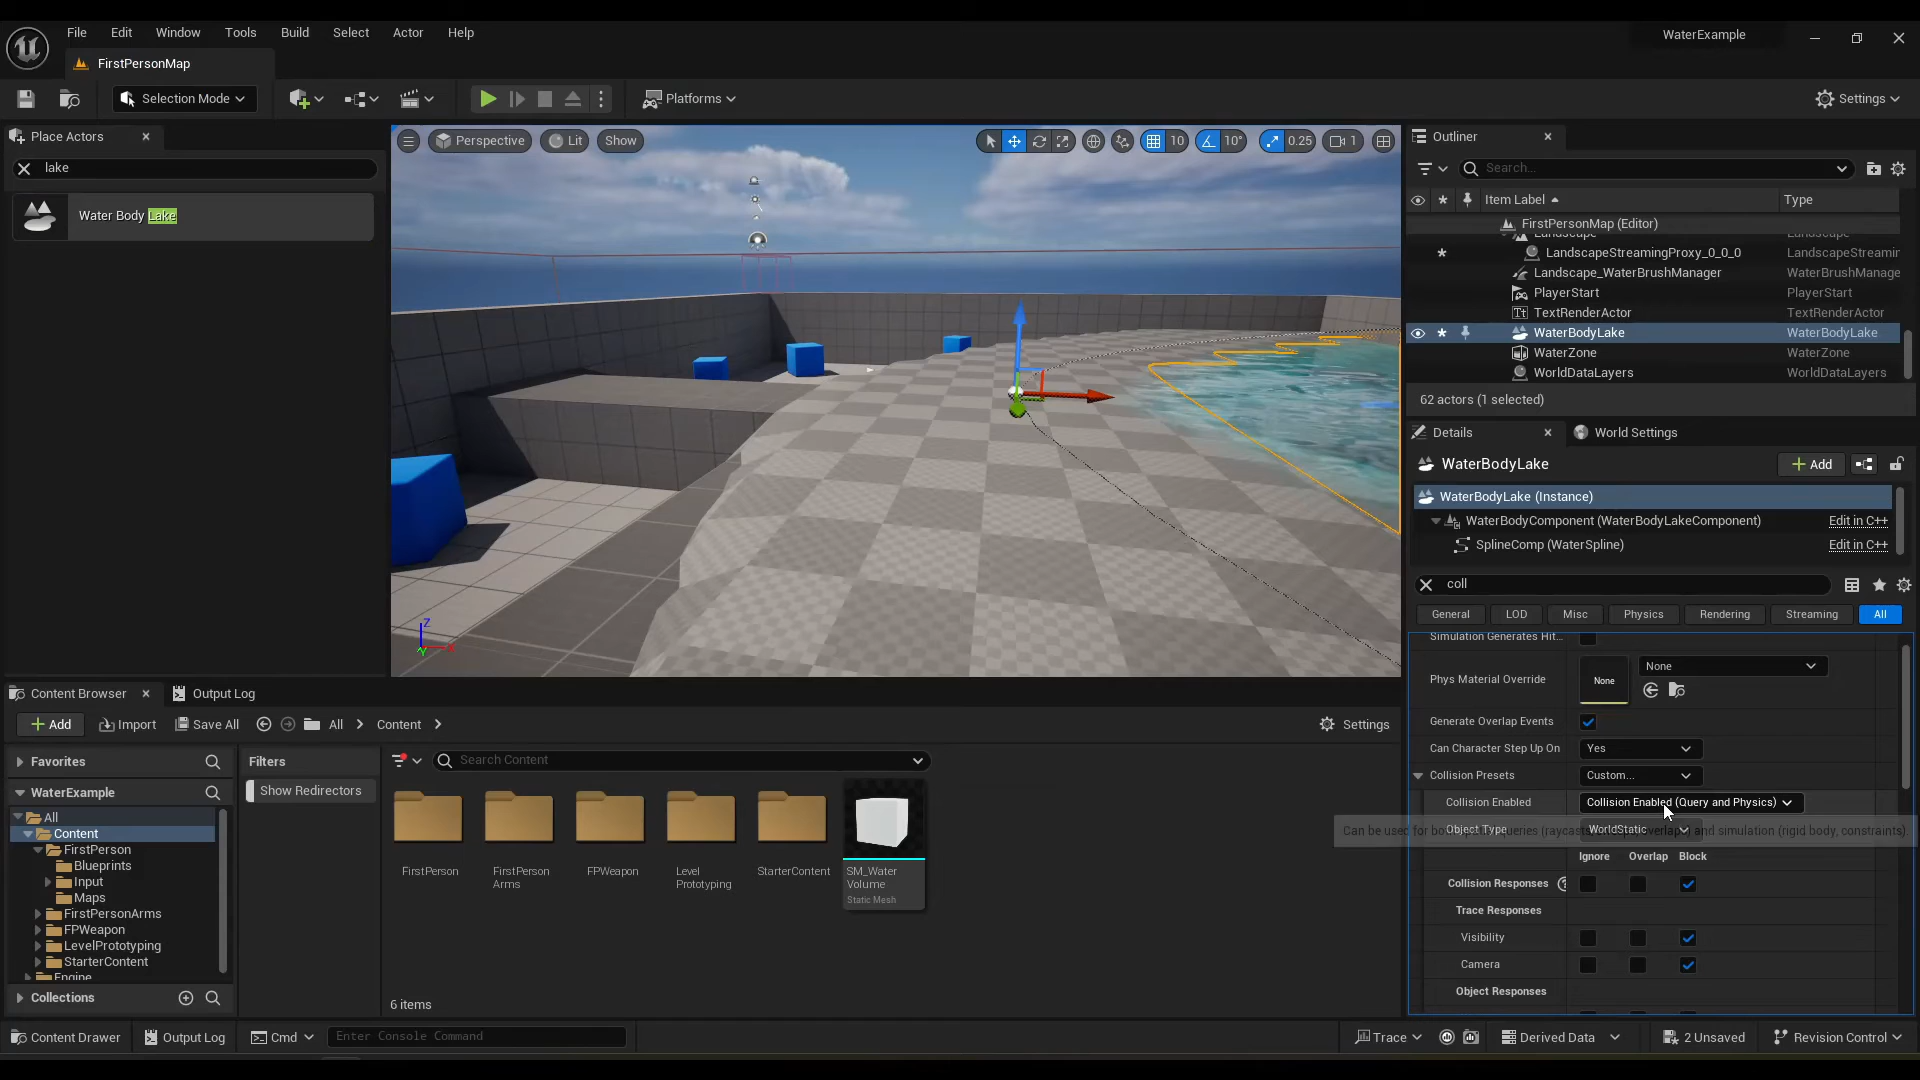 File Edit Window Tools Build Select Actor Help
WaterExample
FirstPersonMap
Selection Mode
Platforms
Settings
Place Actors
lake
Water Body Lake
Perspective Lit Show
10 10° 0.25 1
Z
X
Outliner
Search...
Item Label Type
FirstPersonMap (Editor)
LandscapeStreamingProxy_0_0_0 LandscapeStreamin
Landscape_WaterBrushManager WaterBrushManage
PlayerStart PlayerStart
TextRenderActor TextRenderActor
WaterBodyLake WaterBodyLake
WaterZone WaterZone
WorldDataLayers WorldDataLayers
62 actors (1 selected)
Details World Settings
WaterBodyLake Add
WaterBodyLake (Instance)
WaterBodyComponent (WaterBodyLakeComponent) Edit in C++
SplineComp (WaterSpline) Edit in C++
coll
General LOD Misc Physics Rendering Streaming All
Simulation Generates Hit...
Phys Material Override None None
Generate Overlap Events
Can Character Step Up On Yes
Collision Presets Custom...
Collision Enabled Collision Enabled (Query and Physics)
Object Type WorldStatic
Ignore Overlap Block
Collision Responses
Trace Responses
Visibility
Camera
Object Responses
Content Browser Output Log
Add Import Save All All Content Settings
Favorites
WaterExample
All
Content
FirstPerson
Blueprints
Input
Maps
FirstPersonArms
FPWeapon
LevelPrototyping
StarterContent
Engine
Collections
Filters
Show Redirectors
Search Content
FirstPerson
FirstPerson
Arms
FPWeapon
Level
Prototyping
StarterContent
SM_Water
Volume
Static Mesh
6 items
Content Drawer Output Log Cmd Enter Console Command
Trace Derived Data 2 Unsaved Revision Control